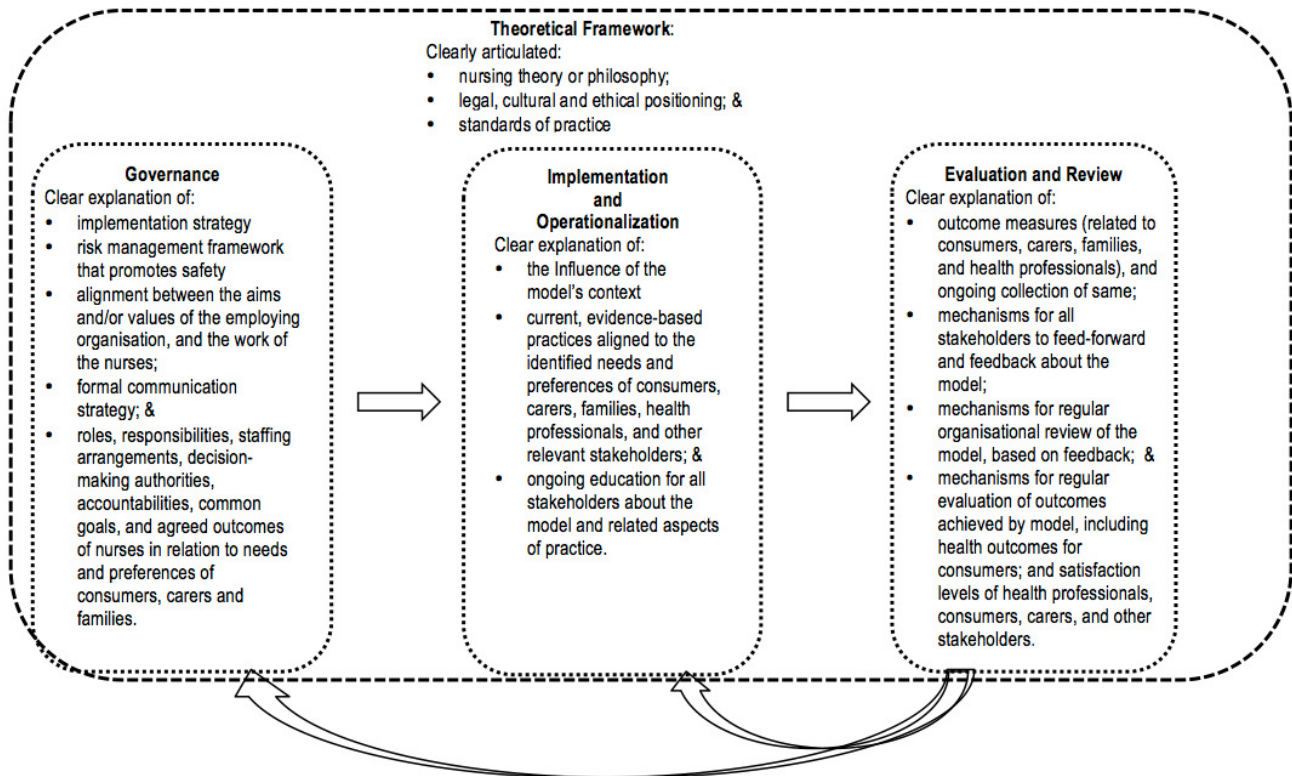 Theoretical Framework:
Clearly articulated:
• nursing theory or philosophy;
• legal, cultural and ethical positioning; &
• standards of practice
Governance
Clear explanation of:
• implementation strategy
• risk management framework
that promotes safety
• alignment between the aims
and/or values of the employing
organisation, and the work of
the nurses;
• formal communication
strategy; &
• roles, responsibilities, staffing
arrangements, decision-
making authorities,
accountabilities, common
goals, and agreed outcomes
of nurses in relation to needs
and preferences of
consumers, carers and
families.
Implementation
and
Operationalization
Clear explanation of:
• the Influence of the
model's context
• current, evidence-based
practices aligned to the
identified needs and
preferences of consumers,
carers, families, health
professionals, and other
relevant stakeholders; &
• ongoing education for all
stakeholders about the
model and related aspects
of practice.
Evaluation and Review
Clear explanation of:
• outcome measures (related to
consumers, carers, families,
and health professionals), and
ongoing collection of same;
• mechanisms for all
stakeholders to feed-forward
and feedback about the
model;
• mechanisms for regular
organisational review of the
model, based on feedback; &
• mechanisms for regular
evaluation of outcomes
achieved by model, including
health outcomes for
consumers; and satisfaction
levels of health professionals,
consumers, carers, and other
stakeholders.